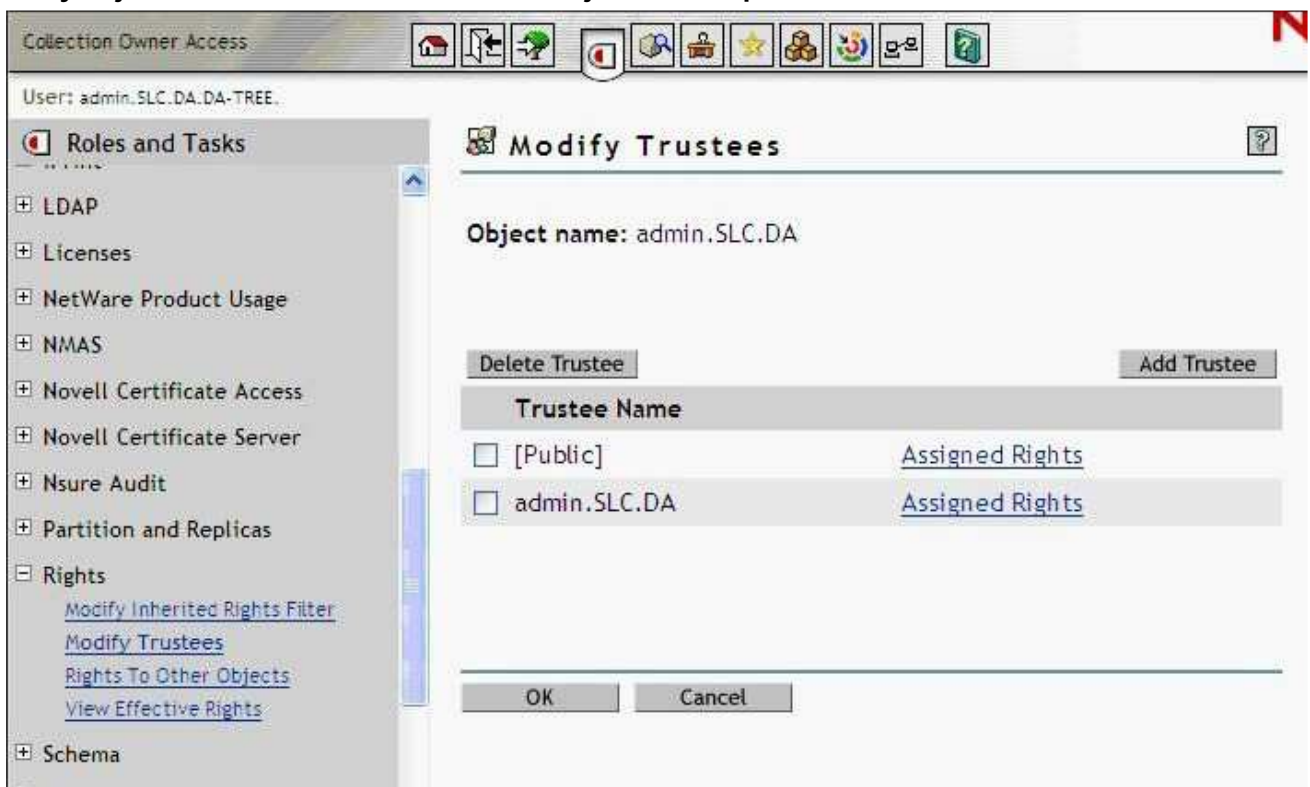 Collection Owner Access
N
User: admin.SLC.DA.DA-TREE.
Roles and Tasks
LDAP
Licenses
NetWare Product Usage
NMAS
Novell Certificate Access
Novell Certificate Server
Nsure Audit
Partition and Replicas
Rights
Modify Inherited Rights Filter
Modify Trustees
Rights To Other Objects
View Effective Rights
Schema
Modify Trustees
?
Object name: admin.SLC.DA
Delete Trustee Add Trustee
Trustee Name
[Public] Assigned Rights
admin.SLC.DA Assigned Rights
OK Cancel